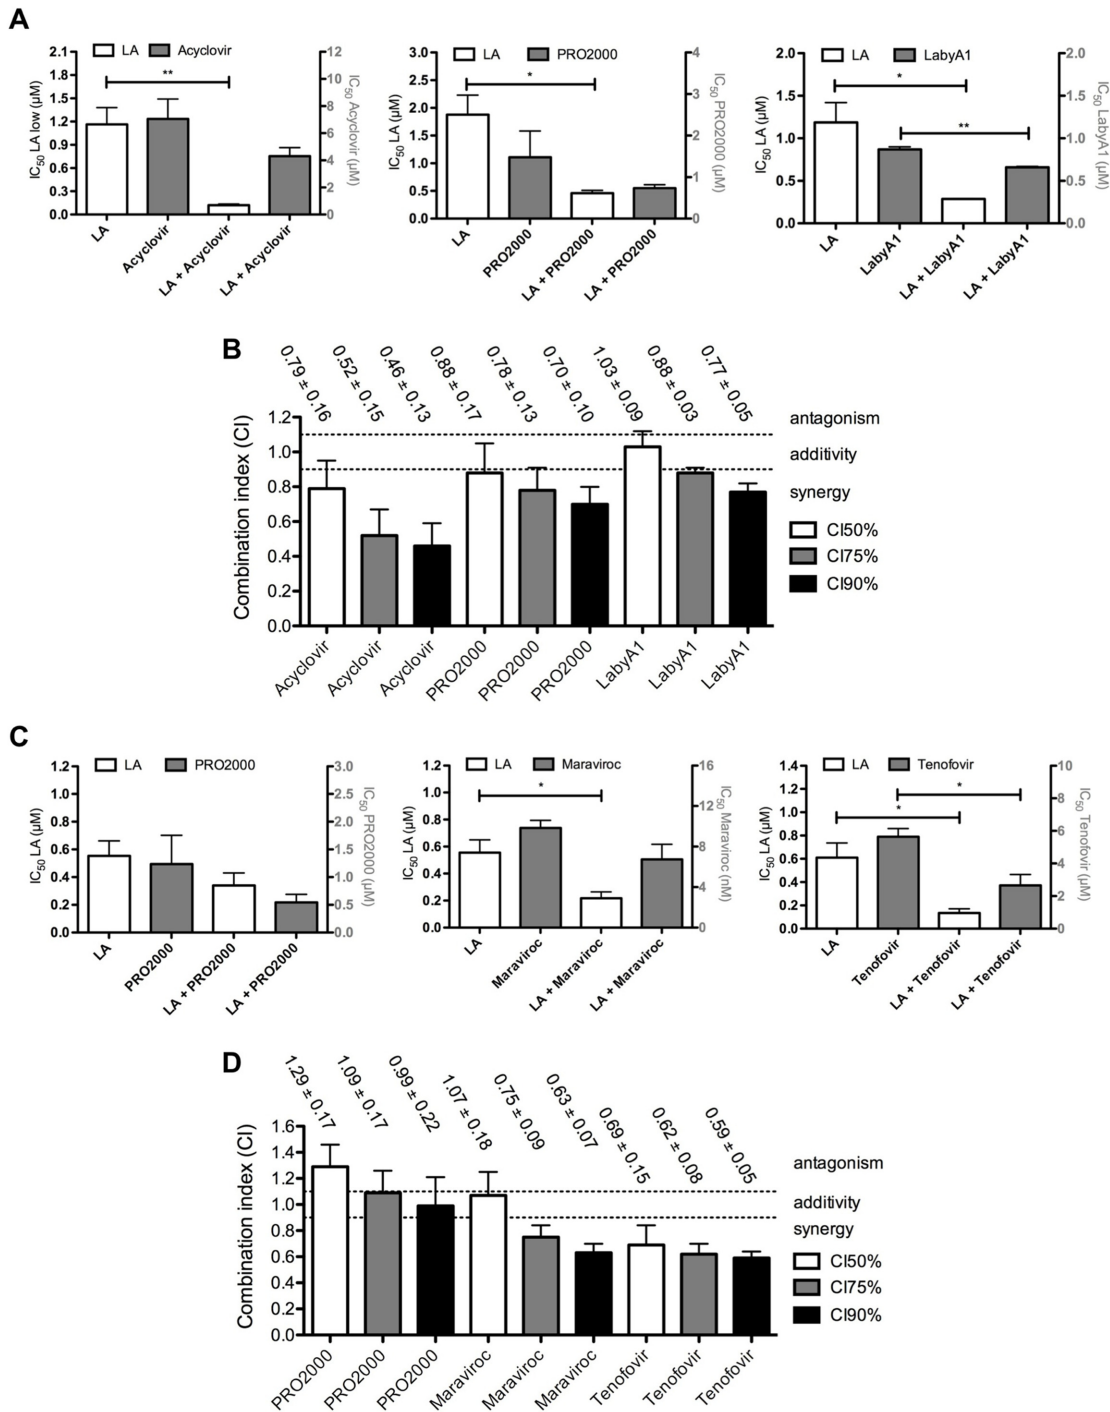 A
LA Acyclovir
IC50 LA low (µM)
2.1
1.8
1.5
1.2
0.9
0.6
0.3
0.0
**
12
10
8
6
4
2
0
IC50 Acyclovir (µM)
LA
Acyclovir
LA + Acyclovir
LA + Acyclovir
LA PRO2000
IC50 LA (µM)
3.0
2.5
2.0
1.5
1.0
0.5
0.0
*
4
3
2
1
0
IC50 PRO2000 (µM)
LA
PRO2000
LA + PRO2000
LA + PRO2000
LA LabyA1
IC50 LA (µM)
2.0
1.5
1.0
0.5
0.0
*
**
2.0
1.5
1.0
0.5
0.0
IC50 LabyA1 (µM)
LA
LabyA1
LA + LabyA1
LA + LabyA1
B
0.79 ± 0.16
0.52 ± 0.15
0.46 ± 0.13
0.88 ± 0.17
0.78 ± 0.13
0.70 ± 0.10
1.03 ± 0.09
0.88 ± 0.03
0.77 ± 0.05
Combination index (CI)
1.2
1.0
0.8
0.6
0.4
0.2
0.0
antagonism
additivity
synergy
CI50%
CI75%
CI90%
Acyclovir
Acyclovir
Acyclovir
PRO2000
PRO2000
PRO2000
LabyA1
LabyA1
LabyA1
C
LA PRO2000
IC50 LA (µM)
1.2
1.0
0.8
0.6
0.4
0.2
0.0
3.0
2.5
2.0
1.5
1.0
0.5
0.0
IC50 PRO2000 (µM)
LA
PRO2000
LA + PRO2000
LA + PRO2000
LA Maraviroc
IC50 LA (µM)
1.2
1.0
0.8
0.6
0.4
0.2
0.0
*
16
12
8
4
0
IC50 Maraviroc (nM)
LA
Maraviroc
LA + Maraviroc
LA + Maraviroc
LA Tenofovir
IC50 LA (µM)
1.4
1.2
1.0
0.8
0.6
0.4
0.2
0.0
*
*
10
8
6
4
2
0
IC50 Tenofovir (µM)
LA
Tenofovir
LA + Tenofovir
LA + Tenofovir
D
1.29 ± 0.17
1.09 ± 0.17
0.99 ± 0.22
1.07 ± 0.18
0.75 ± 0.09
0.63 ± 0.07
0.69 ± 0.15
0.62 ± 0.08
0.59 ± 0.05
Combination index (CI)
1.6
1.4
1.2
1.0
0.8
0.6
0.4
0.2
0.0
antagonism
additivity
synergy
CI50%
CI75%
CI90%
PRO2000
PRO2000
PRO2000
Maraviroc
Maraviroc
Maraviroc
Tenofovir
Tenofovir
Tenofovir